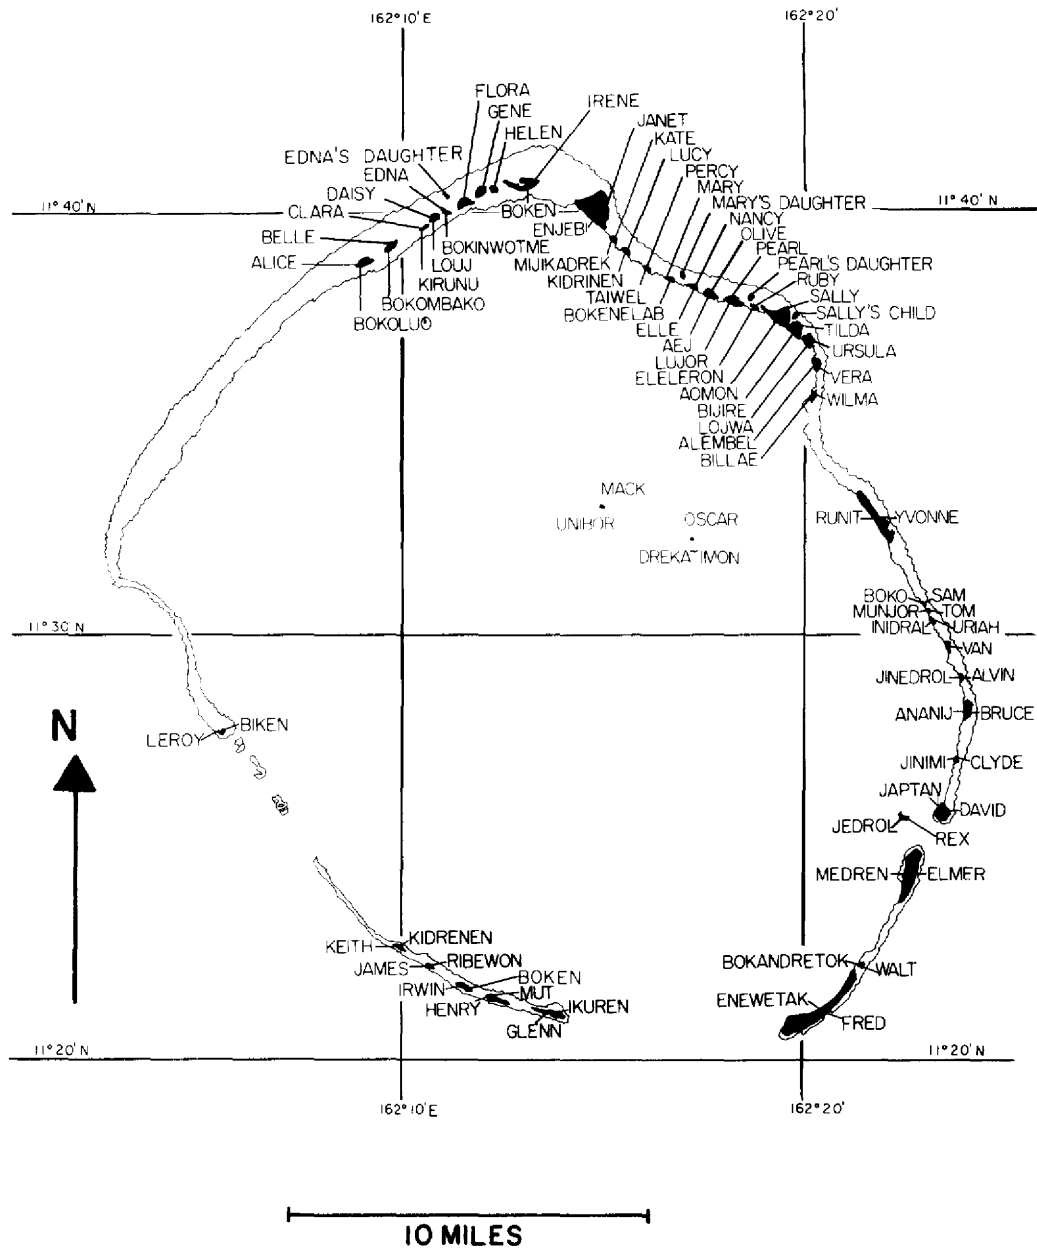 162°10'E
162°20'
FLORA
IRENE
GENE
JANET
HELEN
KATE
EDNA'S DAUGHTER
LUCY
EDNA
PERCY
DAISY
MARY
11°40'N
CLARA
BOKEN
MARY'S DAUGHTER
11°40'N
ENJEBI
NANCY
BELLE
BOKINWOTME
OLIVE
ALICE
LOUJ
MIJIKADREK
PEARL
KIRUNU
KIDRINEN
PEARL'S DAUGHTER
BOKOMBAKO
TAIWEL
RUBY
BOKOLUO
BOKENELAB
SALLY
ELLE
SALLY'S CHILD
AEJ
TILDA
LUJOR
URSULA
ELELERON
VERA
AOMON
WILMA
BIJIRE
LOJWA
ALEMBEL
BILLAE
MACK
UNIBOR
OSCAR
RUNIT
YVONNE
DREKATIMON
BOKO
SAM
MUNJOR
TOM
11°30'N
INIDRAL
URIAH
VAN
JINEDROL
ALVIN
N
BIKEN
ANANIJ
BRUCE
LEROY
JINIMI
CLYDE
JAPTAN
DAVID
JEDROL
REX
MEDREN
ELMER
KEITH
KIDRENEN
JAMES
RIBEWON
BOKANDRETOK
WALT
IRWIN
BOKEN
HENRY
MUT
ENEWETAK
GLENN
IKUREN
FRED
11°20'N
11°20'N
162°10'E
162°20'
10 MILES